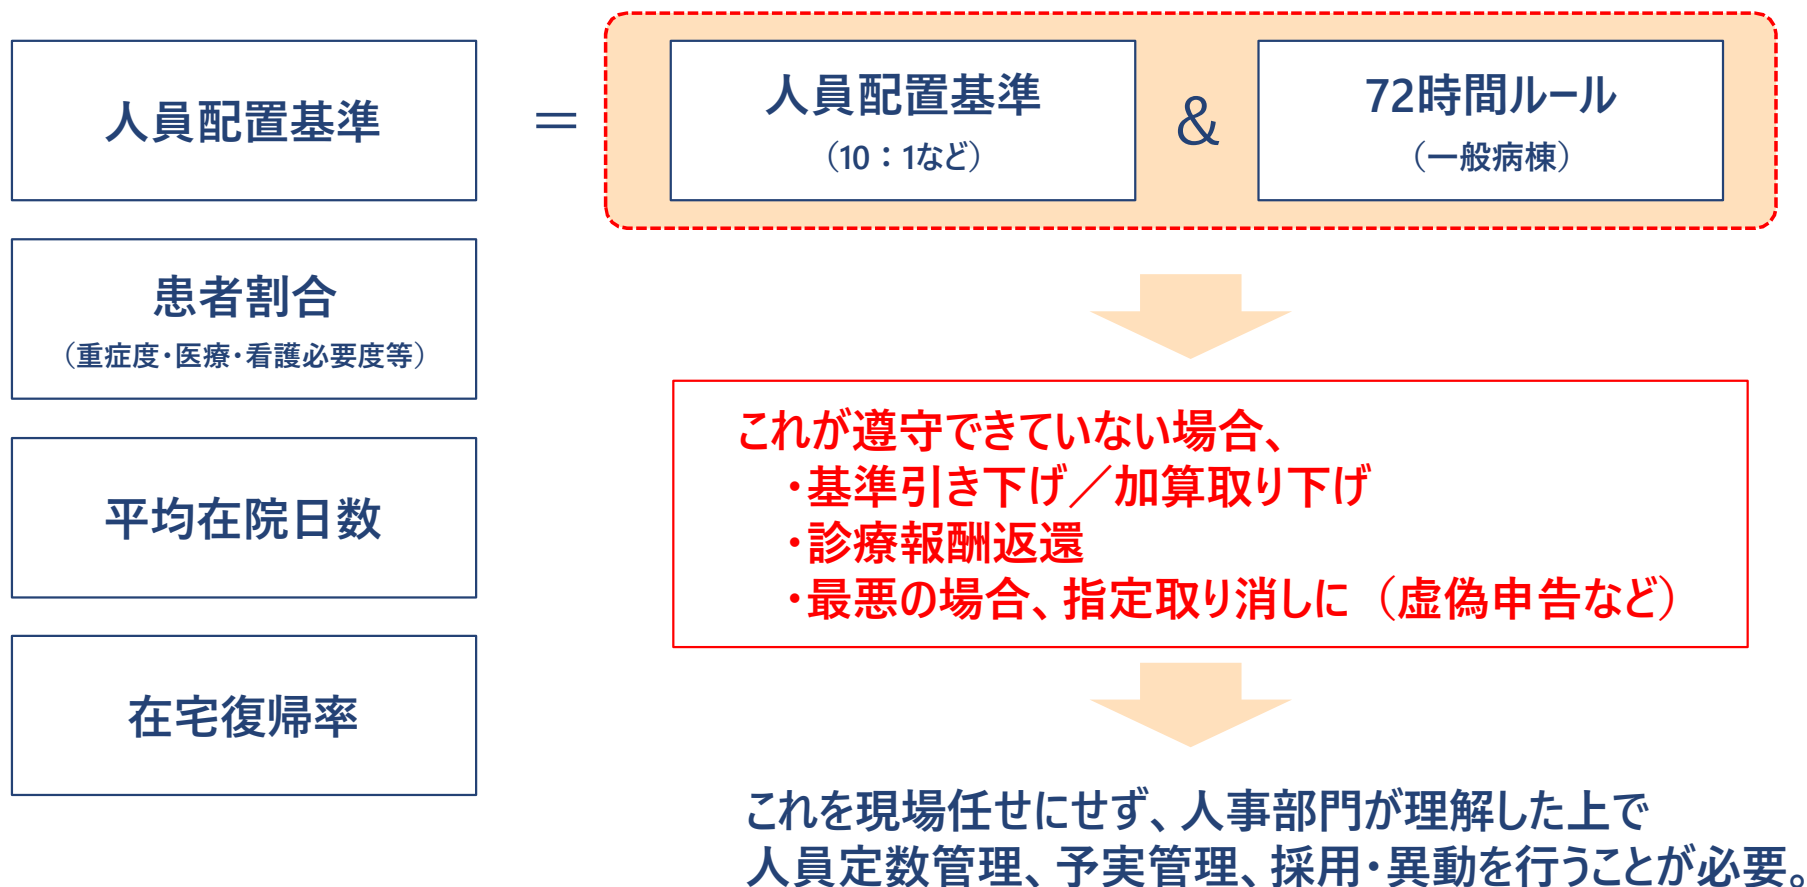 人員配置基準
＝
人員配置基準
（10：1など）
＆
72時間ルール
（一般病棟）
患者割合
（重症度・医療・看護必要度等）
平均在院日数
在宅復帰率
これが遵守できていない場合、
・基準引き下げ／加算取り下げ
・診療報酬返還
・最悪の場合、指定取り消しに（虚偽申告など）
これを現場任せにせず、人事部門が理解した上で
人員定数管理、予実管理、採用・異動を行うことが必要。